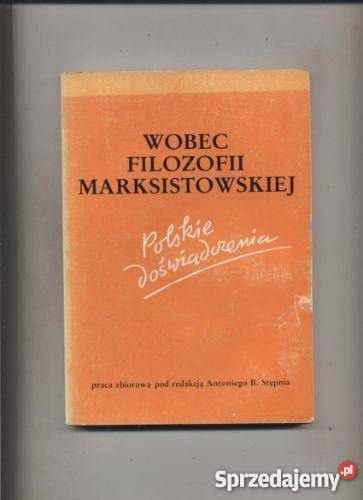 WOBEC
FILOZOFII
MARKSISTOWSKIEJ
Polskie
doświadczenia
praca zbiorowa pod redakcją Antoniego B. Stępnia
Sprzedajemy.pl